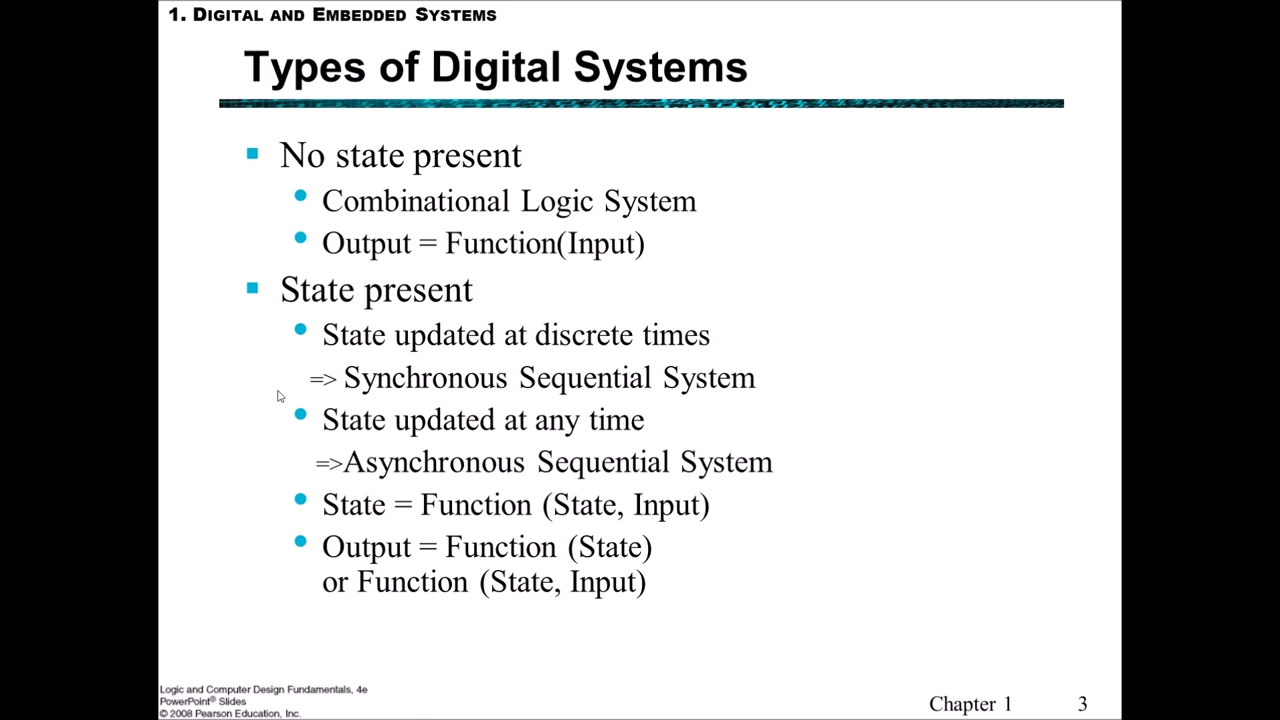 1. DIGITAL AND EMBEDDED SYSTEMS
Types of Digital Systems
No state present
Combinational Logic System
Output = Function(Input)
State present
State updated at discrete times
=> Synchronous Sequential System
State updated at any time
=>Asynchronous Sequential System
State = Function (State, Input)
Output = Function (State)
or Function (State, Input)
Logic and Computer Design Fundamentals, 4e
PowerPoint® Slides
© 2008 Pearson Education, Inc.
Chapter 1 3